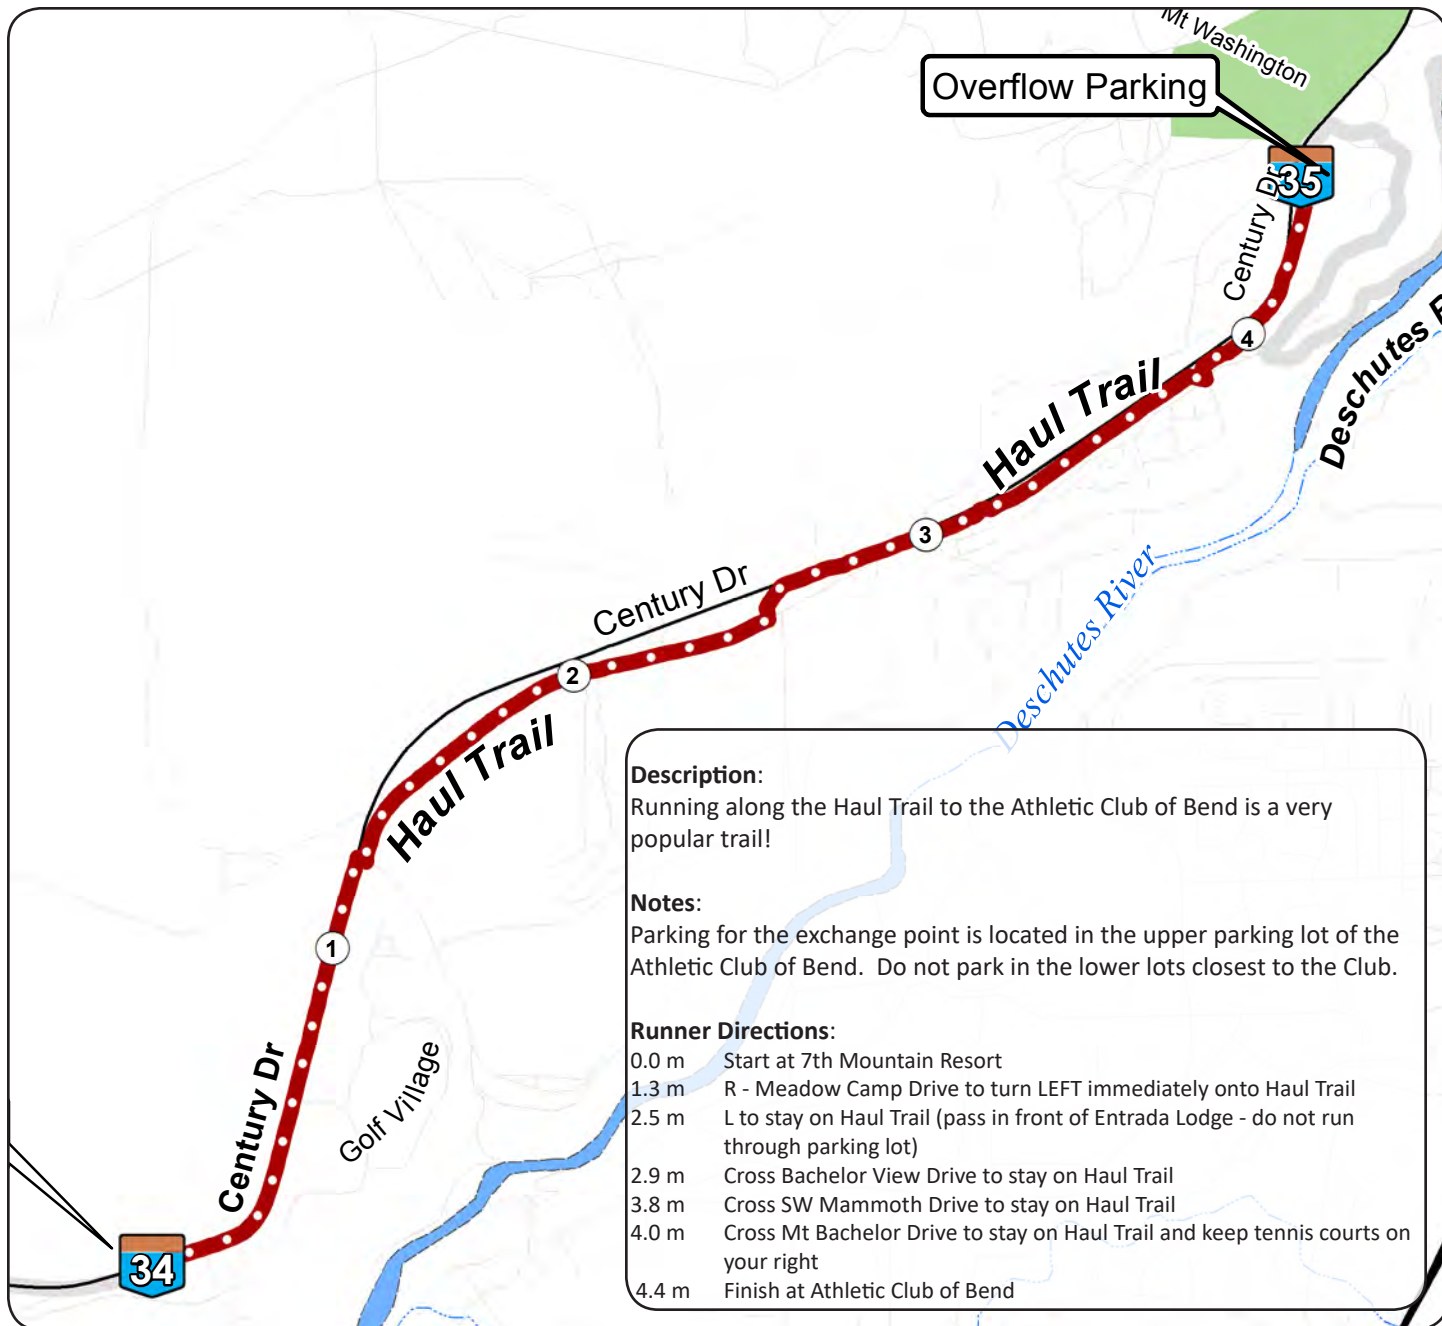 Mt Washington
Overflow Parking
35
Century Dr
4
Deschutes
Haul Trail
3
Century Dr
Deschutes River
2
Haul Trail
1
Golf Village
Century Dr
34
Description:
Running along the Haul Trail to the Athletic Club of Bend is a very
popular trail!
Notes:
Parking for the exchange point is located in the upper parking lot of the
Athletic Club of Bend.  Do not park in the lower lots closest to the Club.
Runner Directions:
0.0 m Start at 7th Mountain Resort
1.3 m R - Meadow Camp Drive to turn LEFT immediately onto Haul Trail
2.5 m L to stay on Haul Trail (pass in front of Entrada Lodge - do not run
through parking lot)
2.9 m Cross Bachelor View Drive to stay on Haul Trail
3.8 m Cross SW Mammoth Drive to stay on Haul Trail
4.0 m Cross Mt Bachelor Drive to stay on Haul Trail and keep tennis courts on
your right
4.4 m Finish at Athletic Club of Bend